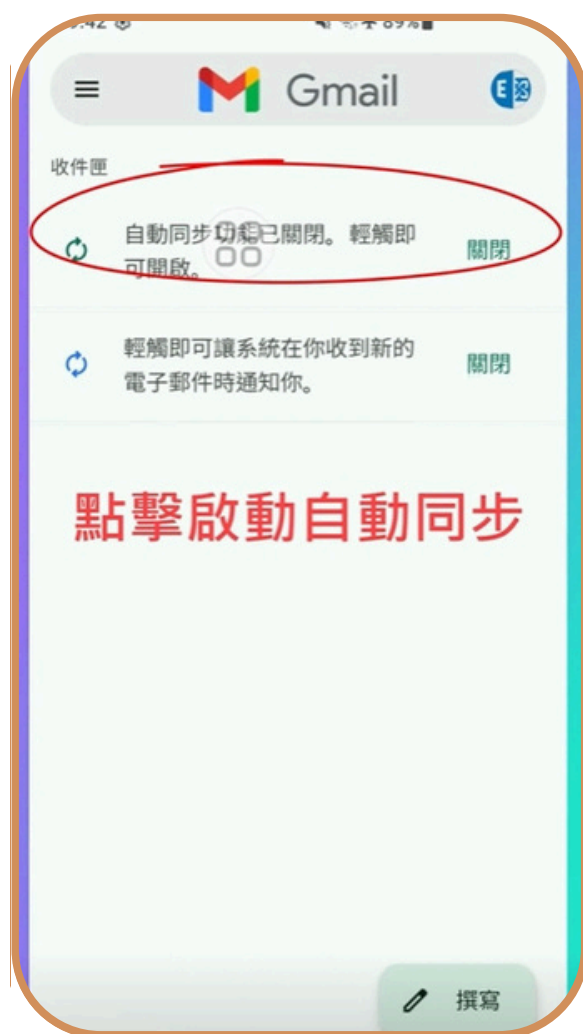 Gmail
收件匣
自動同步功能已關閉。輕觸即
可開啟。
關閉
輕觸即可讓系統在你收到新的
電子郵件時通知你。
關閉
點擊啟動自動同步
撰寫